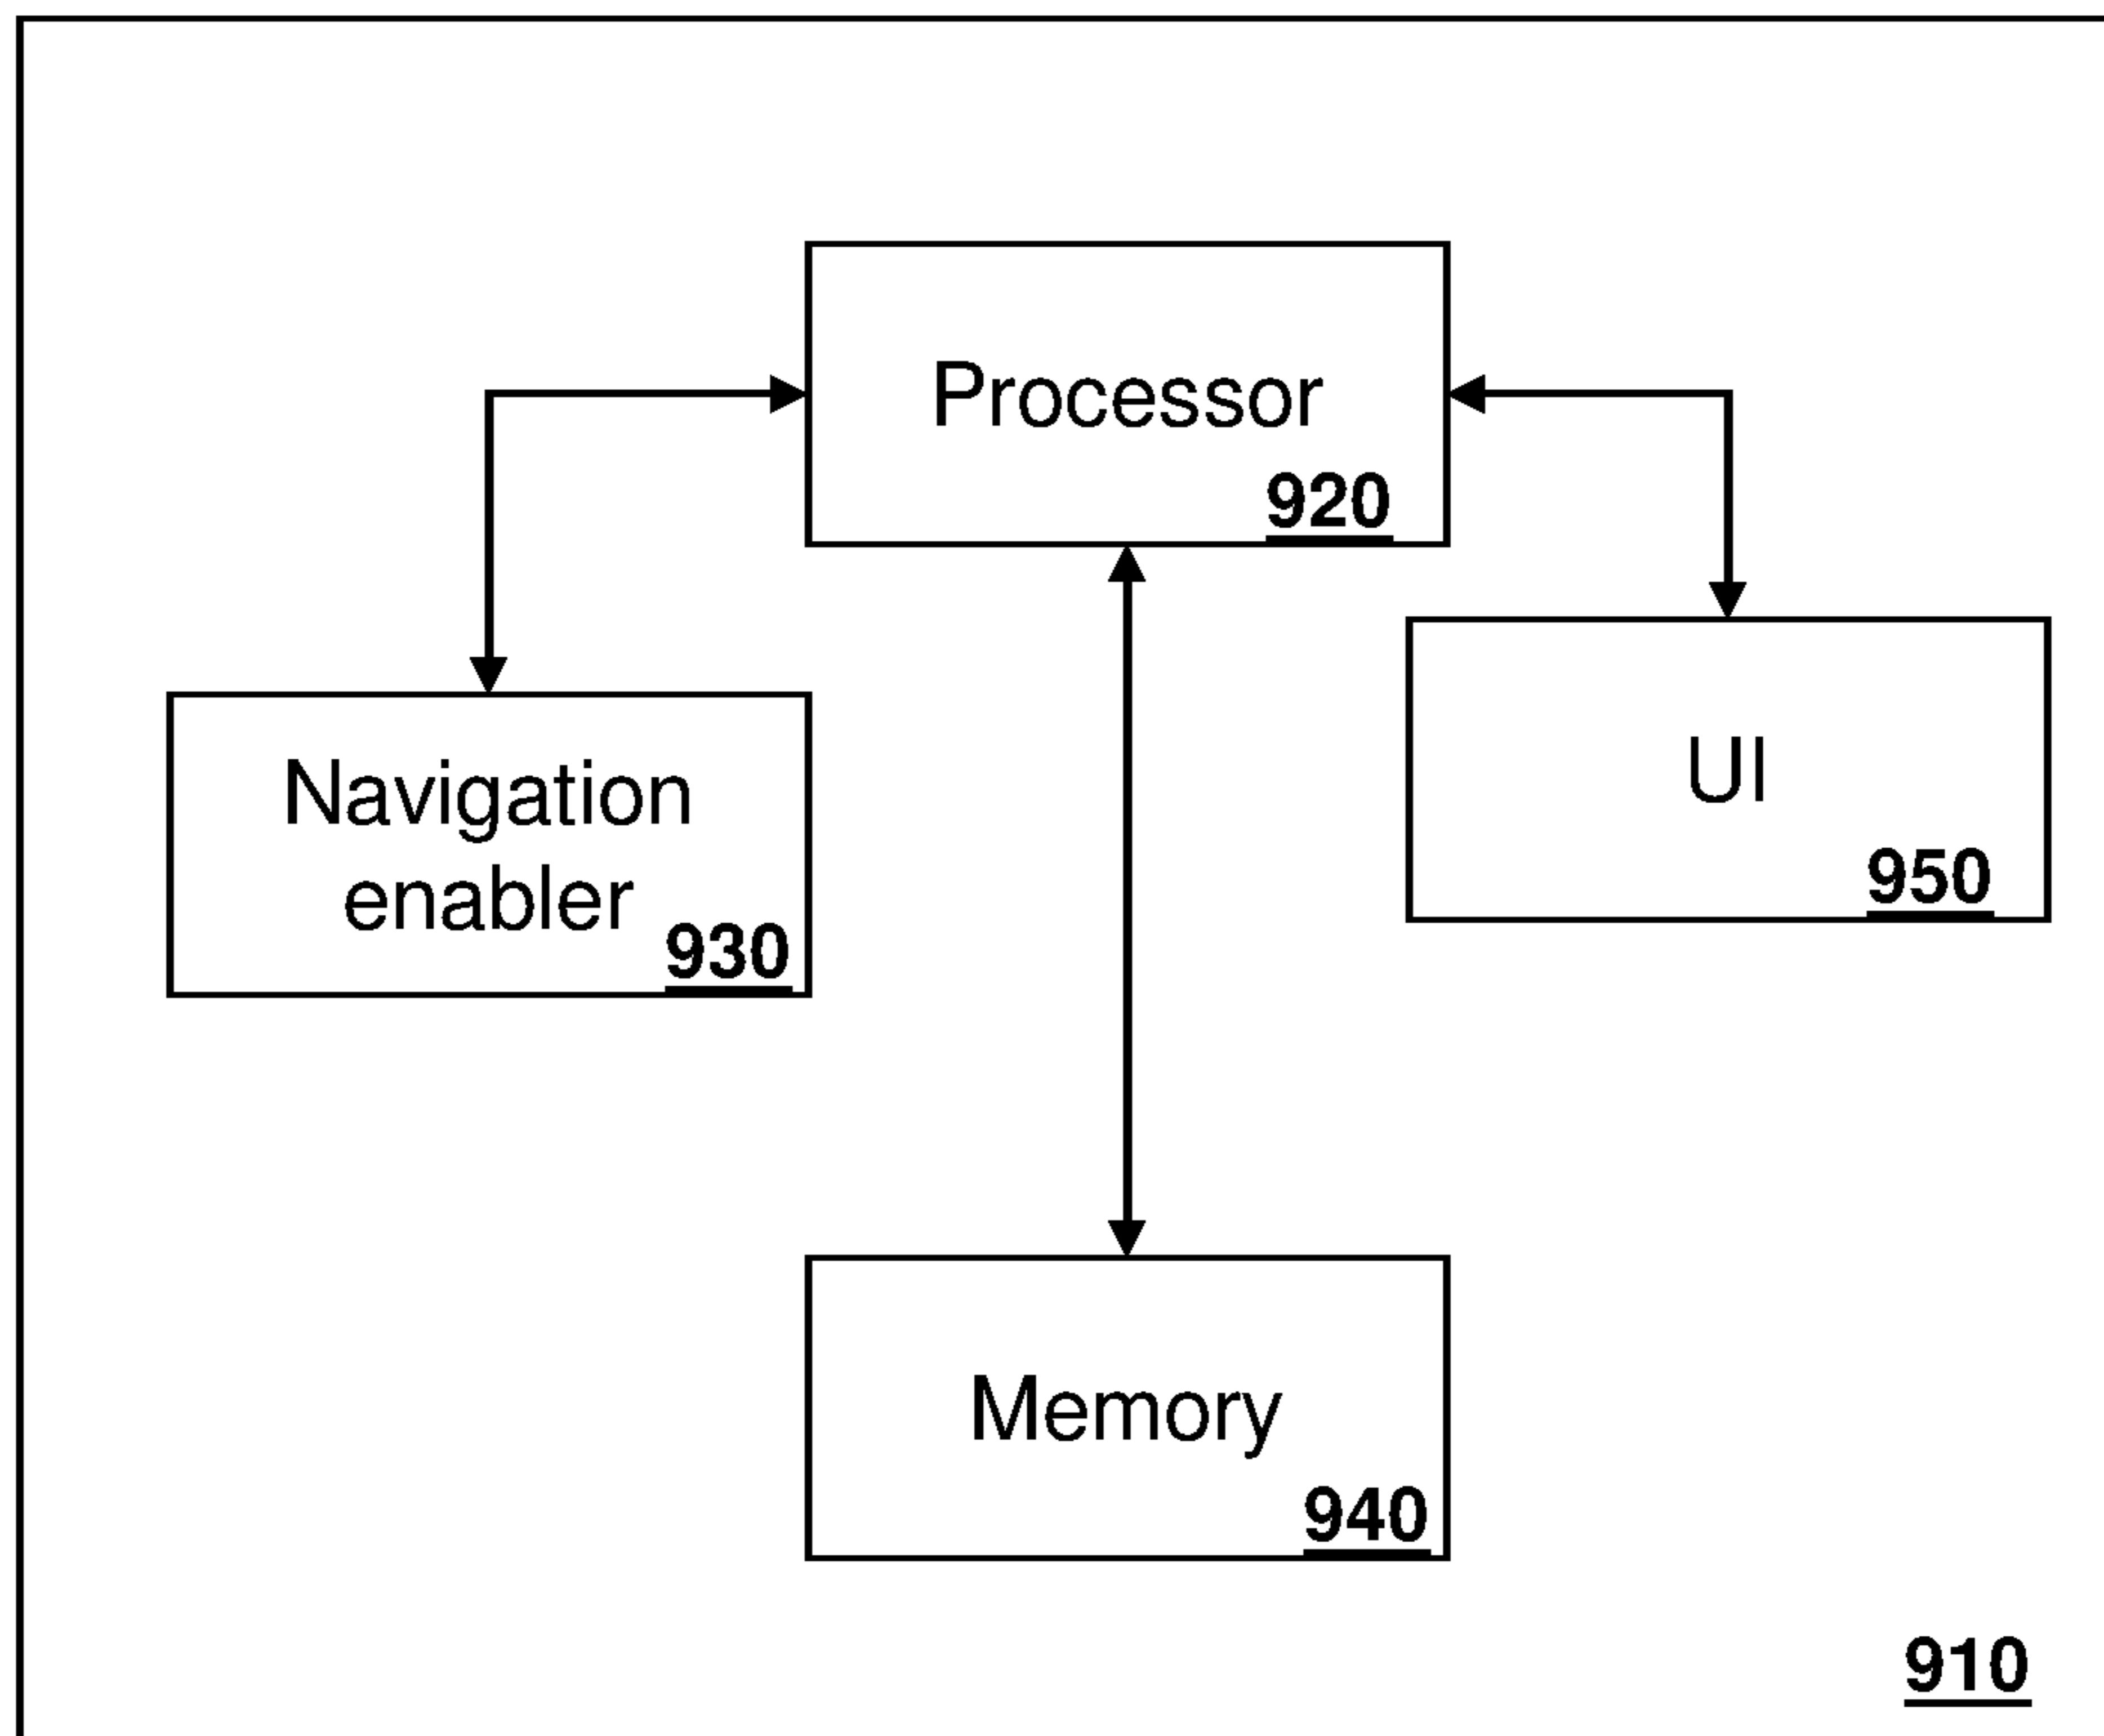 Processor
920
Navigation
enabler
930
UI
950
Memory
940
910